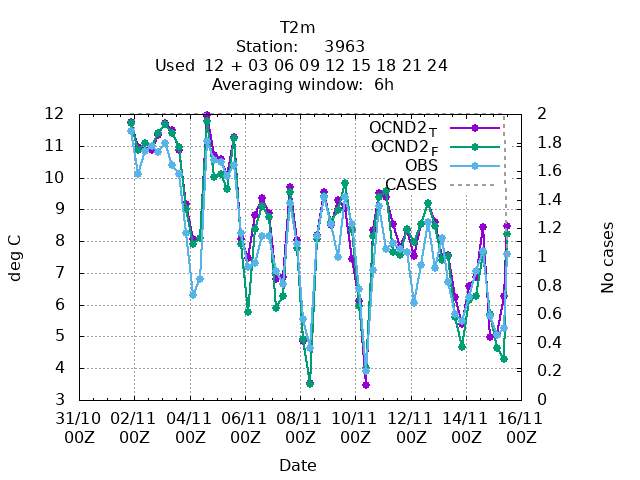 T2m
Station: 3963
Used 12 + 03 06 09 12 15 18 21 24
Averaging window: 6h
OCND2 T
OCND2 F
OBS
CASES
deg C
12
11
10
9
8
7
6
5
4
3
2
1.8
1.6
1.4
1.2
1
0.8
0.6
0.4
0.2
0
No cases
31/10 02/11 04/11 06/11 08/11 10/11 12/11 14/11 16/11
00Z 00Z 00Z 00Z 00Z 00Z 00Z 00Z 00Z
Date